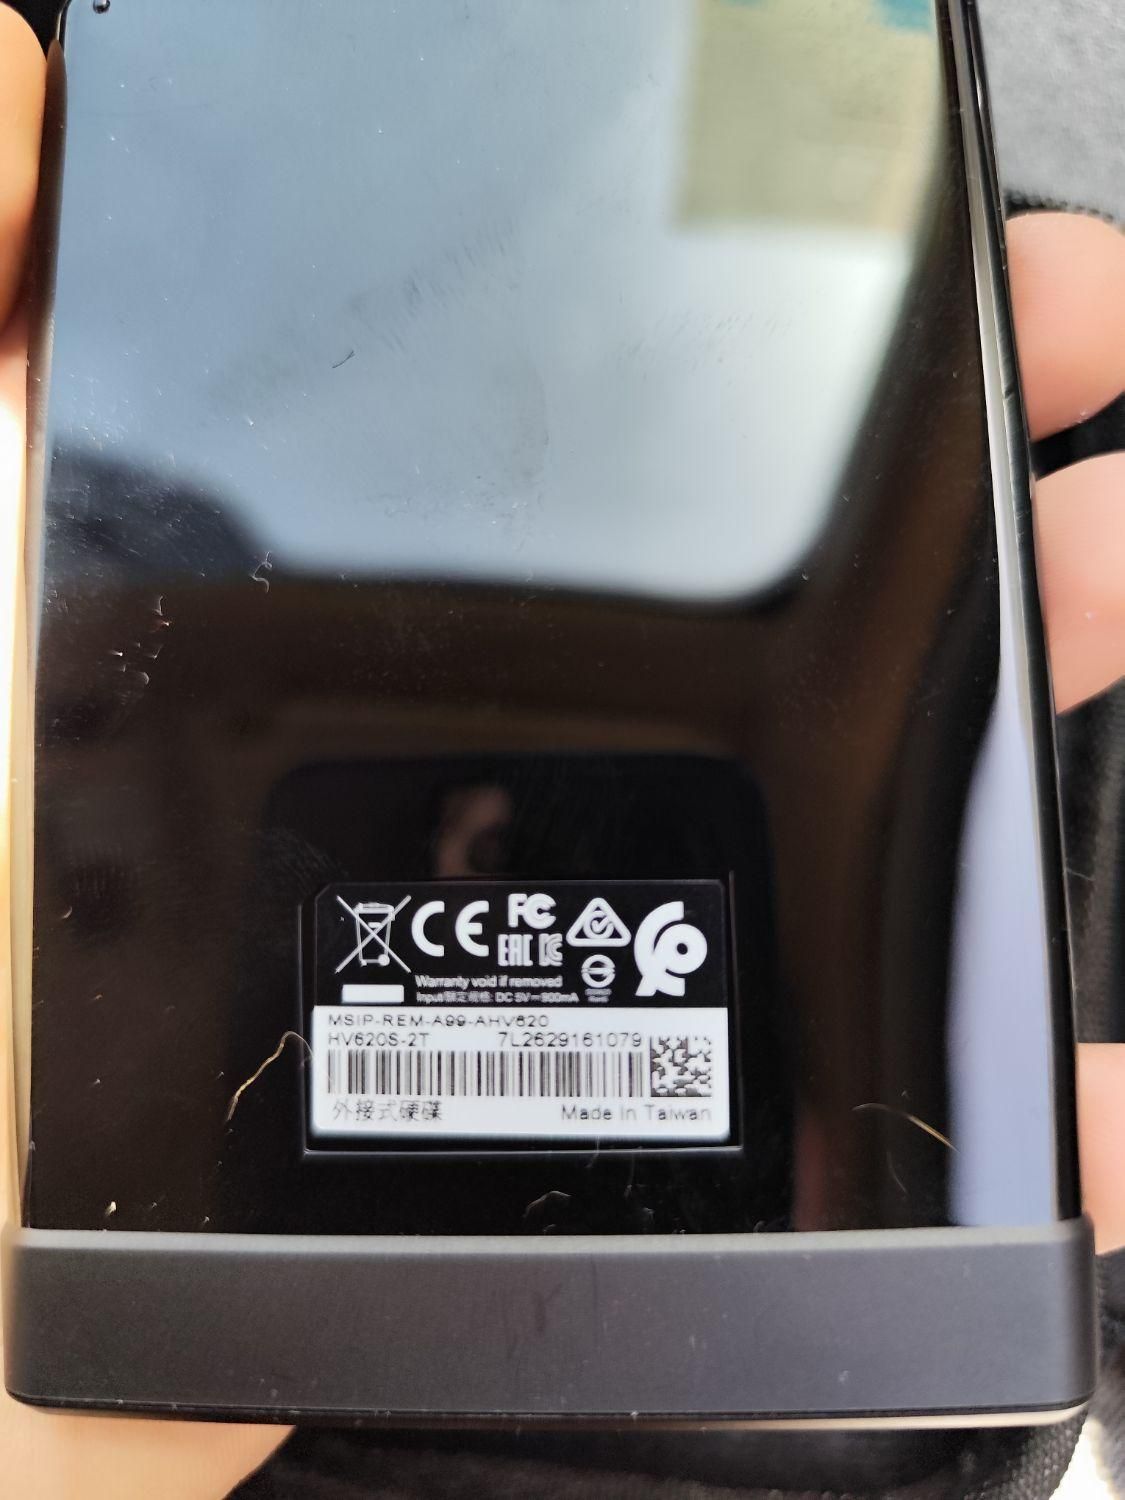 CE FC
EAC
Warranty void if removed
Input/額定規格: DC 5V⎓900mA
MSIP-REM-A99-AHV620
HV620S-2T 7L2629161079
外接式硬碟 Made in Taiwan